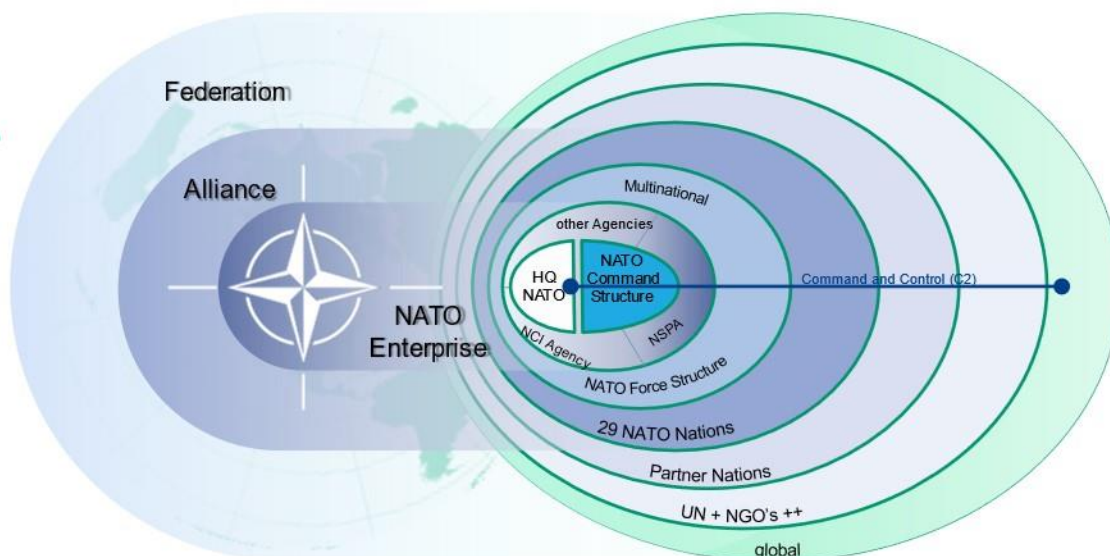 Federation
Alliance
NATO
Enterprise
Multinational
other Agencies
HQ
NATO
NATO
Command
Structure
Command and Control (C2)
NCI Agency
NSPA
NATO Force Structure
29 NATO Nations
Partner Nations
UN + NGO's ++
global